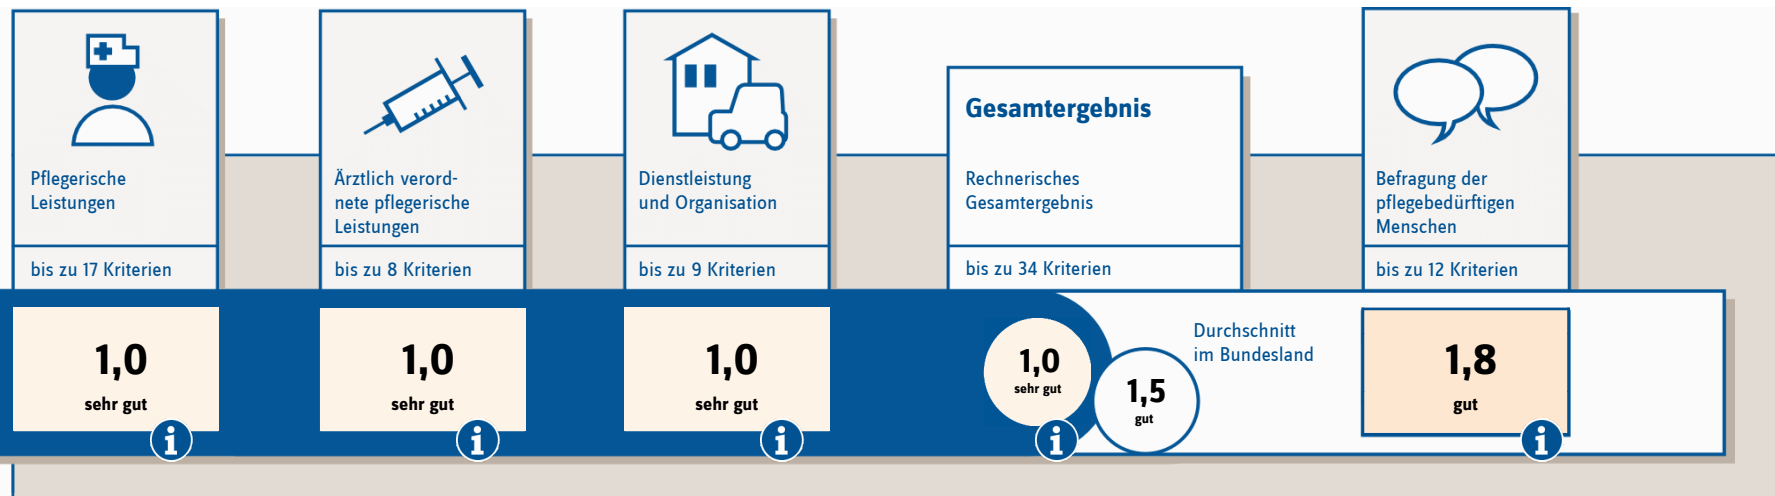 Pflegerische
Leistungen
bis zu 17 Kriterien
1,0
sehr gut
i
Ärztlich verord-
nete pflegerische
Leistungen
bis zu 8 Kriterien
1,0
sehr gut
i
Dienstleistung
und Organisation
bis zu 9 Kriterien
1,0
sehr gut
i
Gesamtergebnis
Rechnerisches
Gesamtergebnis
bis zu 34 Kriterien
1,0
sehr gut
i
1,5
gut
Durchschnitt
im Bundesland
Befragung der
pflegebedürftigen
Menschen
bis zu 12 Kriterien
1,8
gut
i